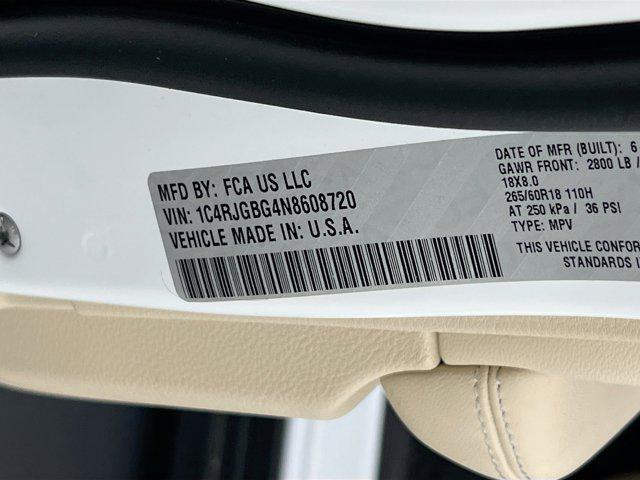 MFD BY: FCA US LLC
VIN: 1C4RJGBG4N8608720
VEHICLE MADE IN: U.S.A.
DATE OF MFR (BUILT): 6
GAWR FRONT: 2800 LB /
18X8.0
265/60R18 110H
AT 250 kPa / 36 PSI
TYPE: MPV
THIS VEHICLE CONFOR
STANDARDS I